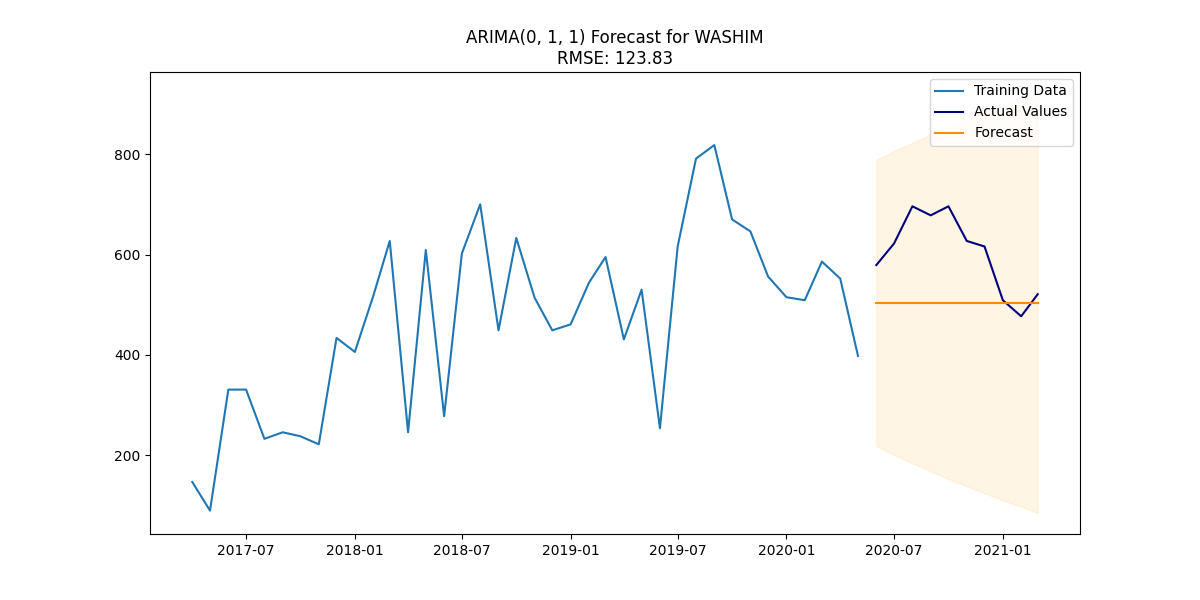 ARIMA(0, 1, 1) Forecast for WASHIM
RMSE: 123.83
Training Data
Actual Values
Forecast
800
600
400
200
2017-07 2018-01 2018-07 2019-01 2019-07 2020-01 2020-07 2021-01